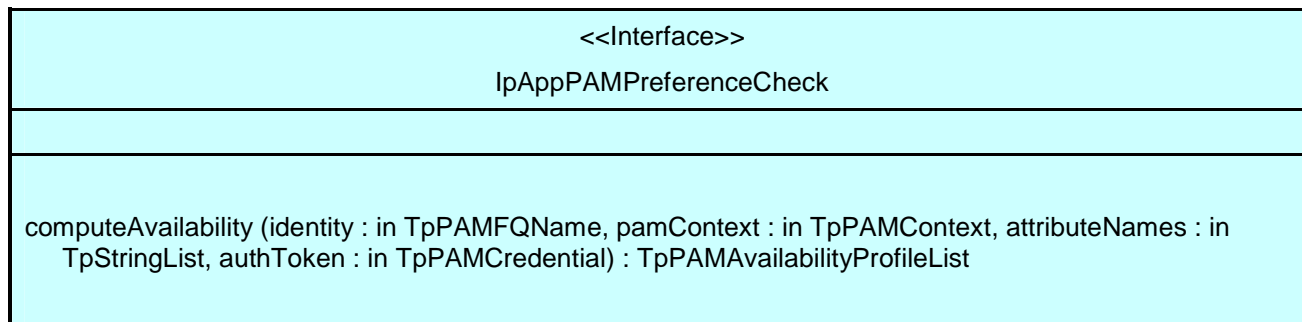 <<Interface>>
IpAppPAMPreferenceCheck
computeAvailability (identity : in TpPAMFQName, pamContext : in TpPAMContext, attributeNames : in
TpStringList, authToken : in TpPAMCredential) : TpPAMAvailabilityProfileList